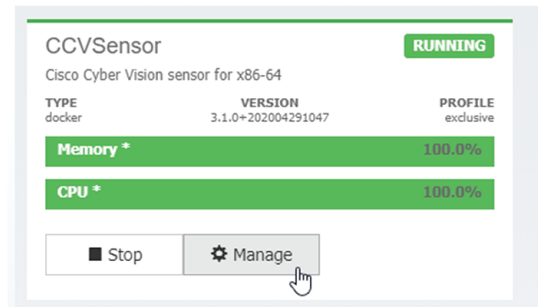 CCVSensor RUNNING
Cisco Cyber Vision sensor for x86-64
TYPE VERSION PROFILE
docker 3.1.0+202004291047 exclusive
Memory * 100.0%
CPU * 100.0%
Stop Manage